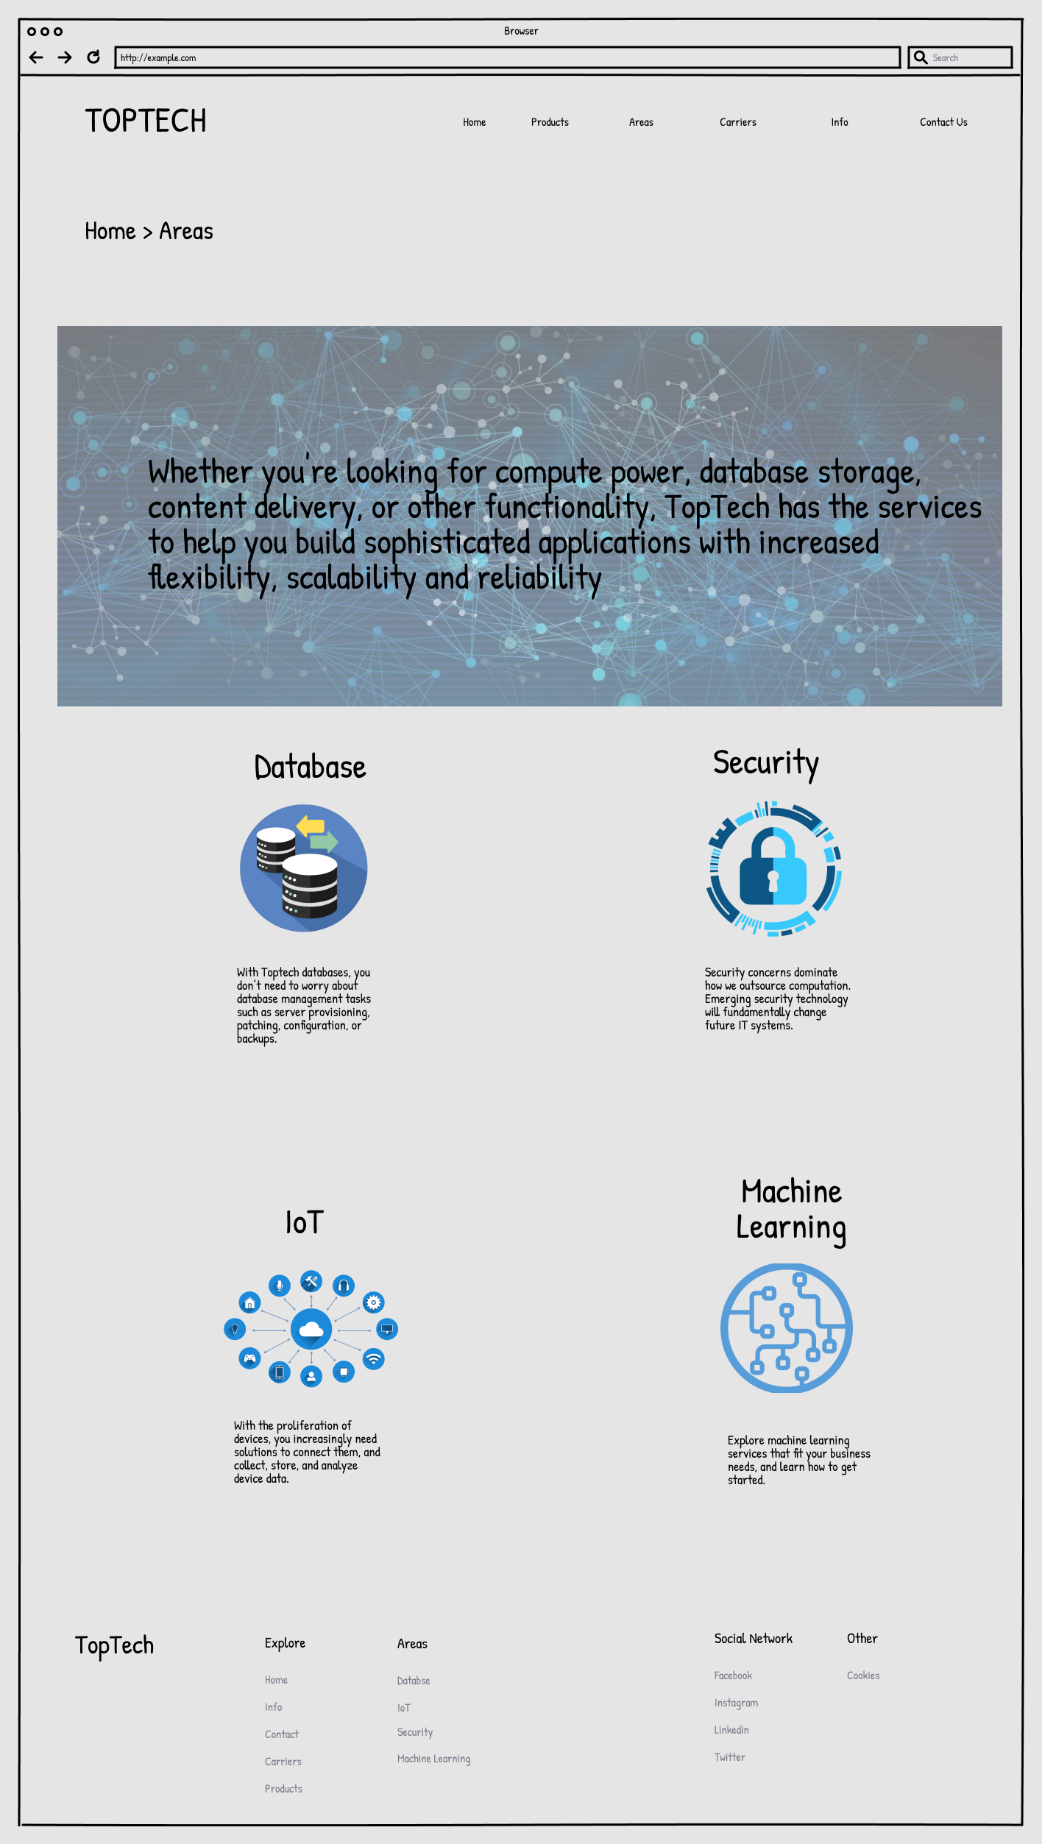 Browser
http://example.com
Search
TOPTECH
Home
Products
Areas
Carriers
Info
Contact Us
Home > Areas
Whether you're looking for compute power, database storage,
content delivery, or other functionality, TopTech has the services
to help you build sophisticated applications with increased
flexibility, scalability and reliability
Database
With Toptech databases, you
don't need to worry about
database management tasks
such as server provisioning,
patching, configuration, or
backups.
Security
Security concerns dominate
how we outsource computation.
Emerging security technology
will fundamentally change
future IT systems.
IoT
With the proliferation of
devices, you increasingly need
solutions to connect them, and
collect, store, and analyze
device data.
Machine
Learning
Explore machine learning
services that fit your business
needs, and learn how to get
started.
TopTech
Explore
Home
Info
Contact
Carriers
Products
Areas
Databse
IoT
Security
Machine Learning
Social Network
Facebook
Instagram
Linkedin
Twitter
Other
Cookies